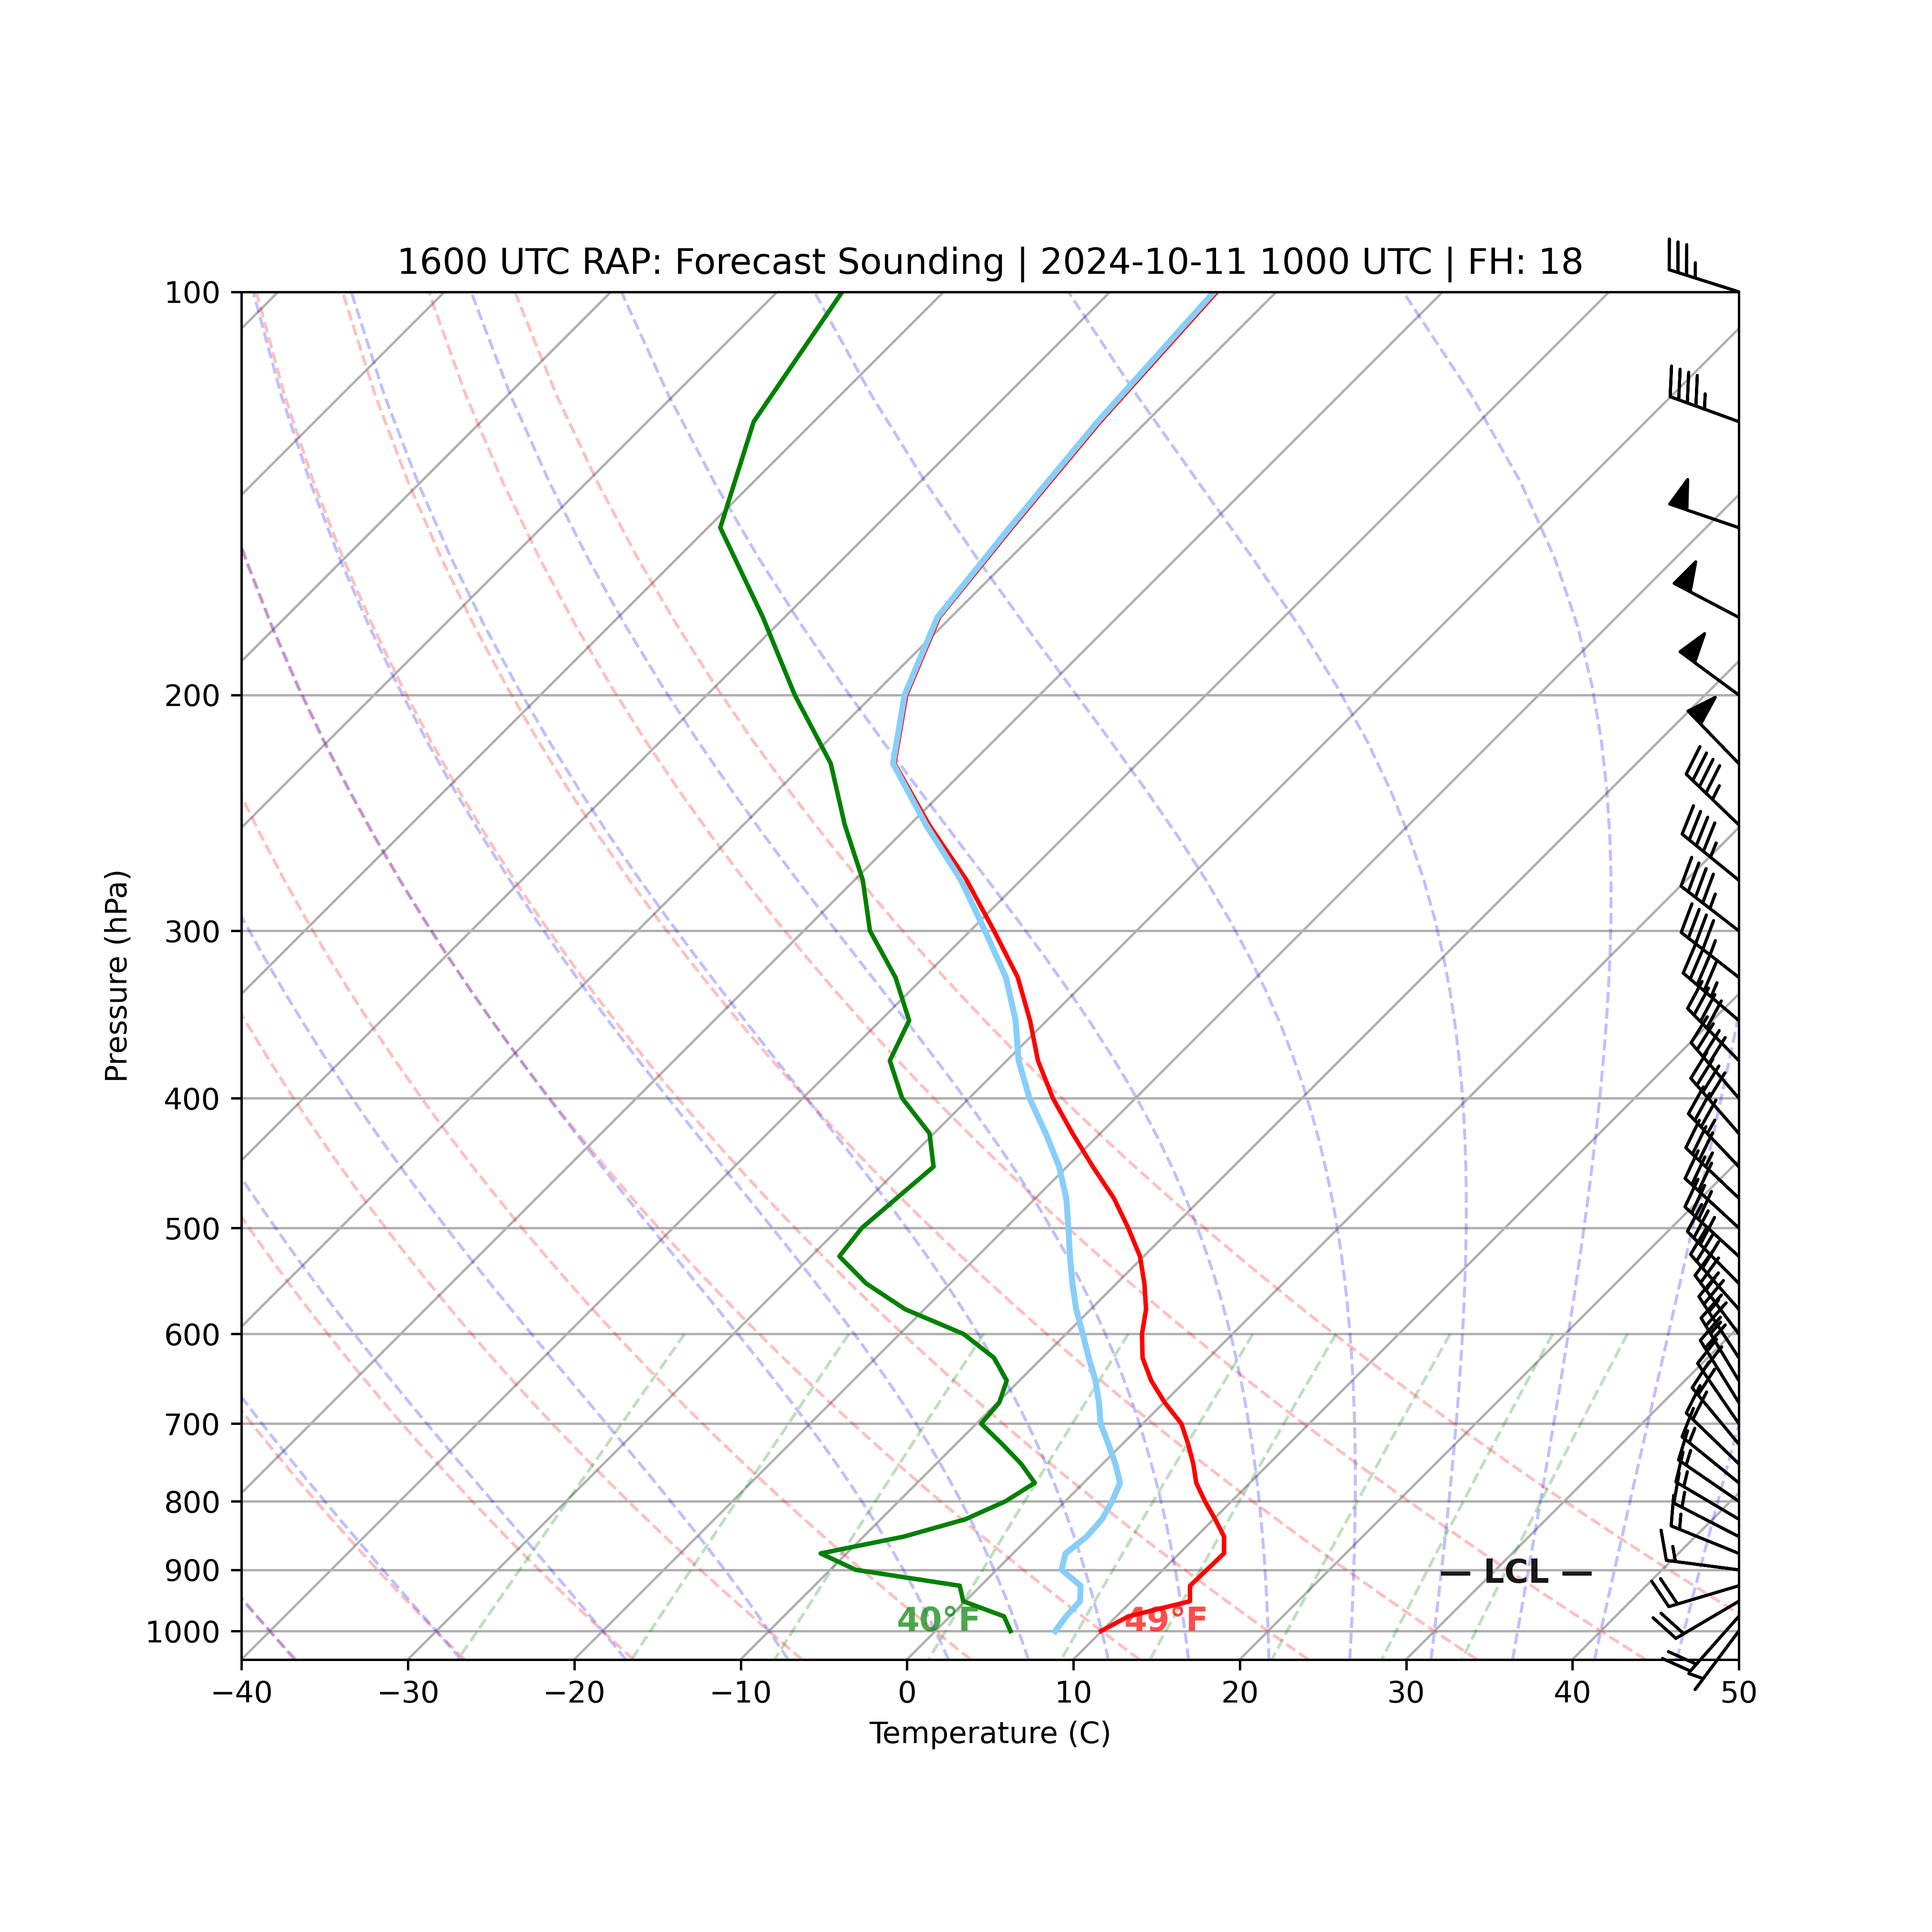 1600 UTC RAP: Forecast Sounding | 2024-10-11 1000 UTC | FH: 18
100
200
300
400
500
600
700
800
900
1000
Pressure (hPa)
— LCL —
40°F
49°F
−40 −30 −20 −10 0 10 20 30 40 50
Temperature (C)